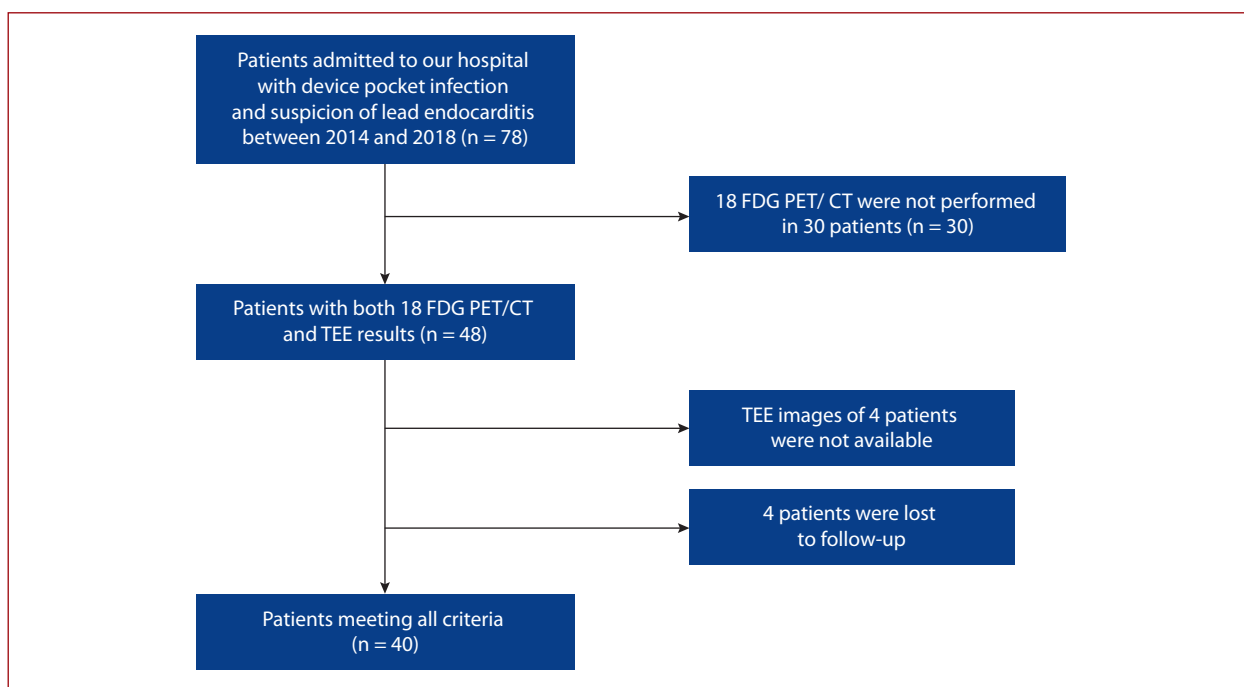 Patients admitted to our hospital
with device pocket infection
and suspicion of lead endocarditis
between 2014 and 2018 (n = 78)
18 FDG PET/ CT were not performed
in 30 patients (n = 30)
Patients with both 18 FDG PET/CT
and TEE results (n = 48)
TEE images of 4 patients
were not available
4 patients were lost
to follow-up
Patients meeting all criteria
(n = 40)